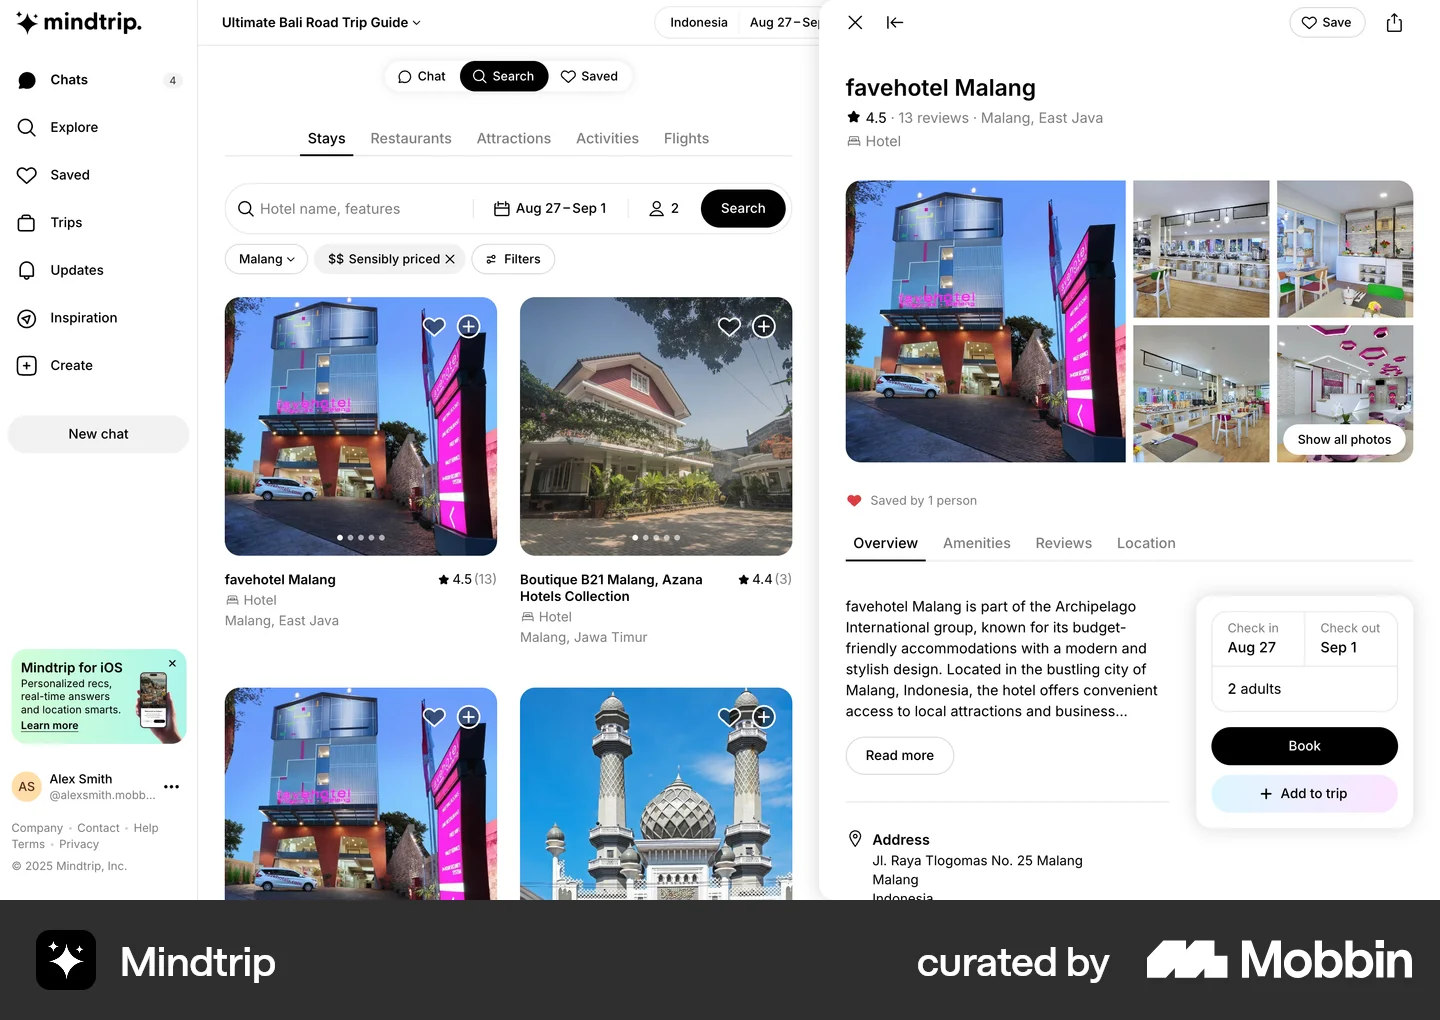 mindtrip.
Chats 4
Explore
Saved
Trips
Updates
Inspiration
Create
New chat
Mindtrip for iOS
Personalized recs,
real-time answers
and location smarts.
Learn more
AS
Alex Smith
@alexsmith.mobb...
Company · Contact · Help
Terms · Privacy
© 2025 Mindtrip, Inc.
Ultimate Bali Road Trip Guide
Indonesia
Aug 27 – Sep
Chat
Search
Saved
Stays
Restaurants
Attractions
Activities
Flights
Hotel name, features
Aug 27 – Sep 1
2
Search
Malang
$$ Sensibly priced
Filters
favehotel
favehotel
favehotel Malang
4.5 (13)
Hotel
Malang, East Java
Boutique B21 Malang, Azana
Hotels Collection
4.4 (3)
Hotel
Malang, Jawa Timur
favehotel
favehotel
Save
favehotel Malang
4.5 · 13 reviews · Malang, East Java
Hotel
favehotel
favehotel
Show all photos
Saved by 1 person
Overview
Amenities
Reviews
Location
favehotel Malang is part of the Archipelago
International group, known for its budget-
friendly accommodations with a modern and
stylish design. Located in the bustling city of
Malang, Indonesia, the hotel offers convenient
access to local attractions and business...
Read more
Check in
Aug 27
Check out
Sep 1
2 adults
Book
Add to trip
Address
Jl. Raya Tlogomas No. 25 Malang
Malang
Indonesia
Mindtrip
curated by
Mobbin